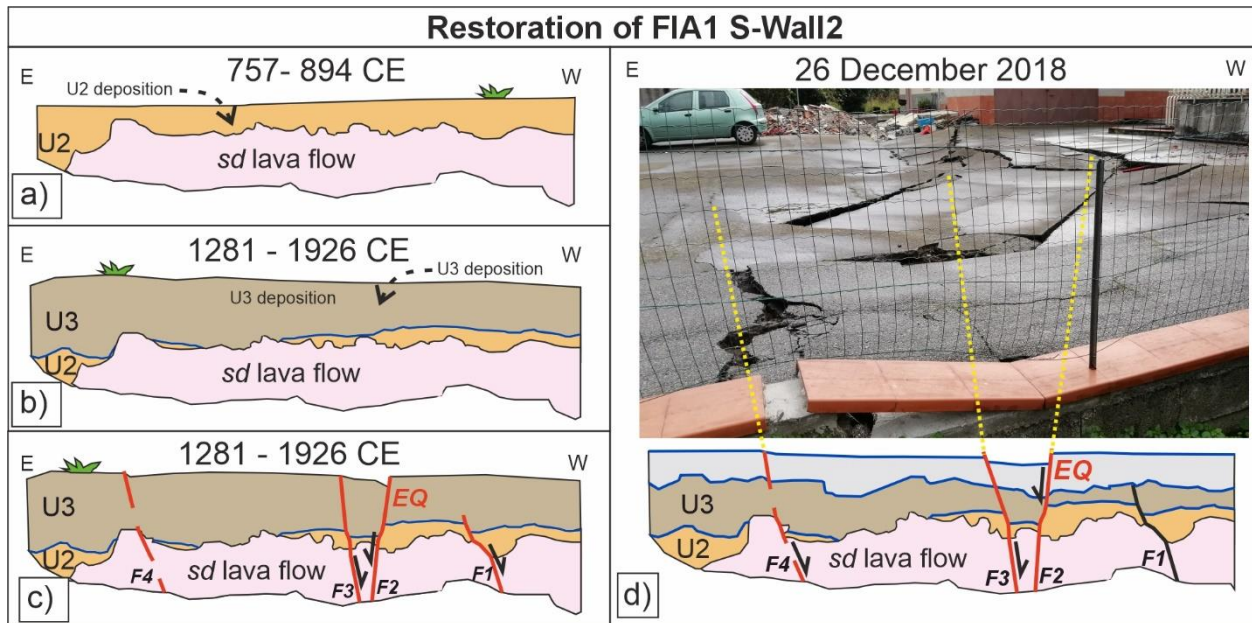 Restoration of FIA1 S-Wall2
E
757- 894 CE
W
U2 deposition
U2
sd lava flow
a)
E
1281 - 1926 CE
W
U3 deposition
U3 deposition
U3
U2
sd lava flow
b)
E
1281 - 1926 CE
W
U3
EQ
U2
F4
sd lava flow
F3
F2
F1
c)
E
26 December 2018
W
EQ
U3
U2
F4
sd lava flow
F3
F2
F1
d)